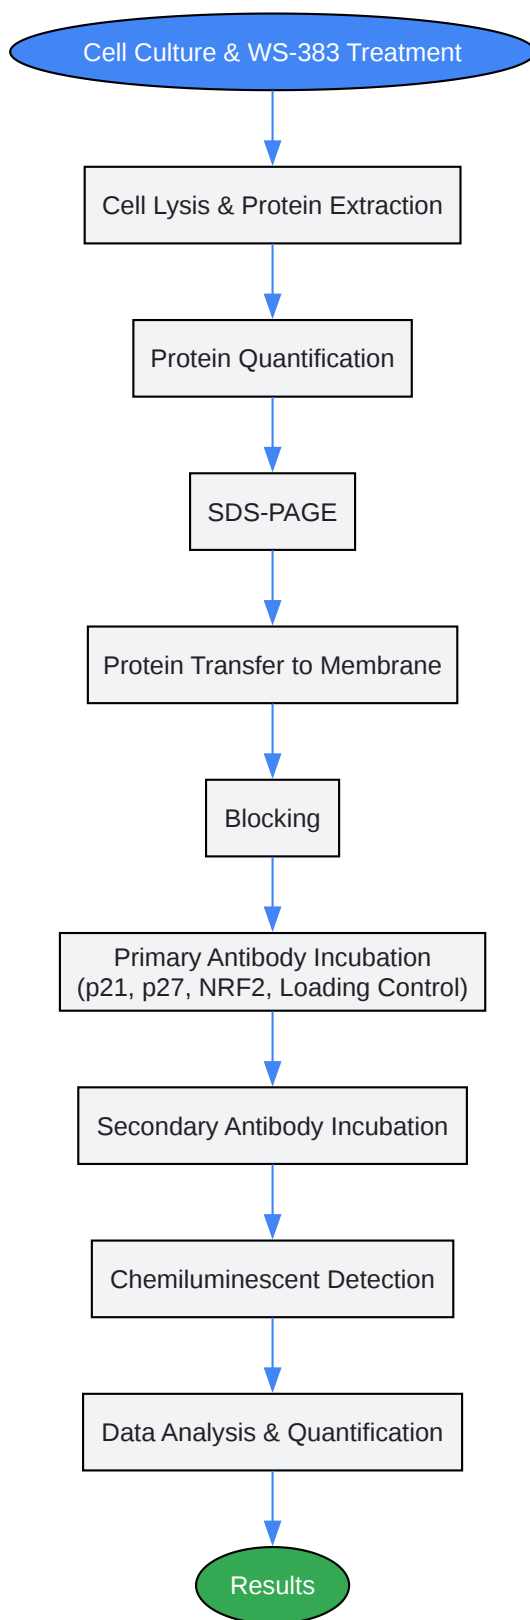 Cell Culture & WS-383 Treatment
Cell Lysis & Protein Extraction
Protein Quantification
SDS-PAGE
Protein Transfer to Membrane
Blocking
Primary Antibody Incubation
(p21, p27, NRF2, Loading Control)
Secondary Antibody Incubation
Chemiluminescent Detection
Data Analysis & Quantification
Results